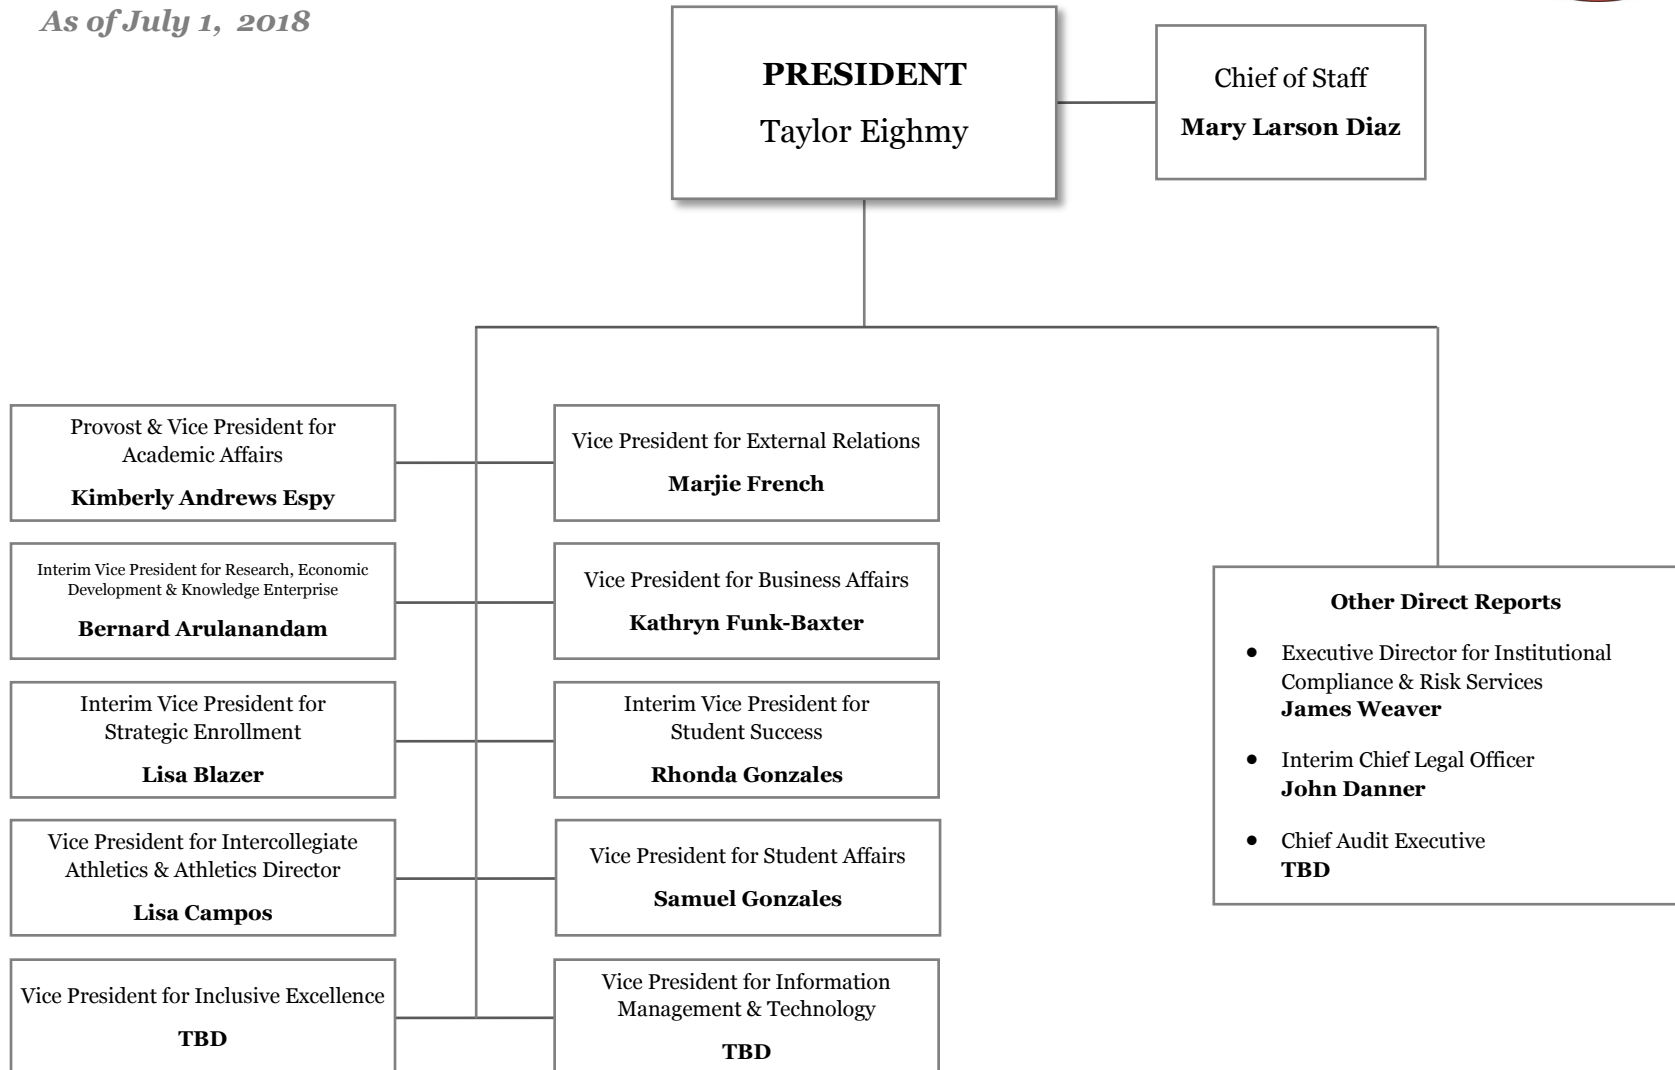 As of July 1, 2018
PRESIDENT
Taylor Eighmy
Chief of Staff
Mary Larson Diaz
Provost & Vice President for
Academic Affairs
Kimberly Andrews Espy
Vice President for External Relations
Marjie French
Interim Vice President for Research, Economic
Development & Knowledge Enterprise
Bernard Arulanandam
Vice President for Business Affairs
Kathryn Funk-Baxter
Interim Vice President for
Strategic Enrollment
Lisa Blazer
Interim Vice President for
Student Success
Rhonda Gonzales
Vice President for Intercollegiate
Athletics & Athletics Director
Lisa Campos
Vice President for Student Affairs
Samuel Gonzales
Vice President for Inclusive Excellence
TBD
Vice President for Information
Management & Technology
TBD
Other Direct Reports
• Executive Director for Institutional
Compliance & Risk Services
James Weaver
• Interim Chief Legal Officer
John Danner
• Chief Audit Executive
TBD